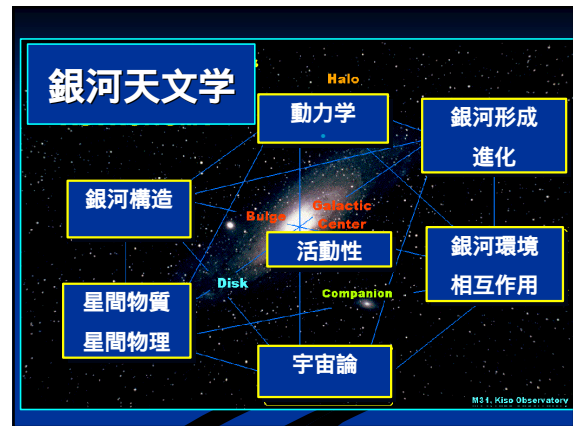 銀河天文学
Halo
動力学
銀河形成
進化
銀河構造
Bulge
Galactic
Center
活動性
銀河環境
相互作用
Disk
Companion
星間物質
星間物理
宇宙論
M31, Kiso Observatory